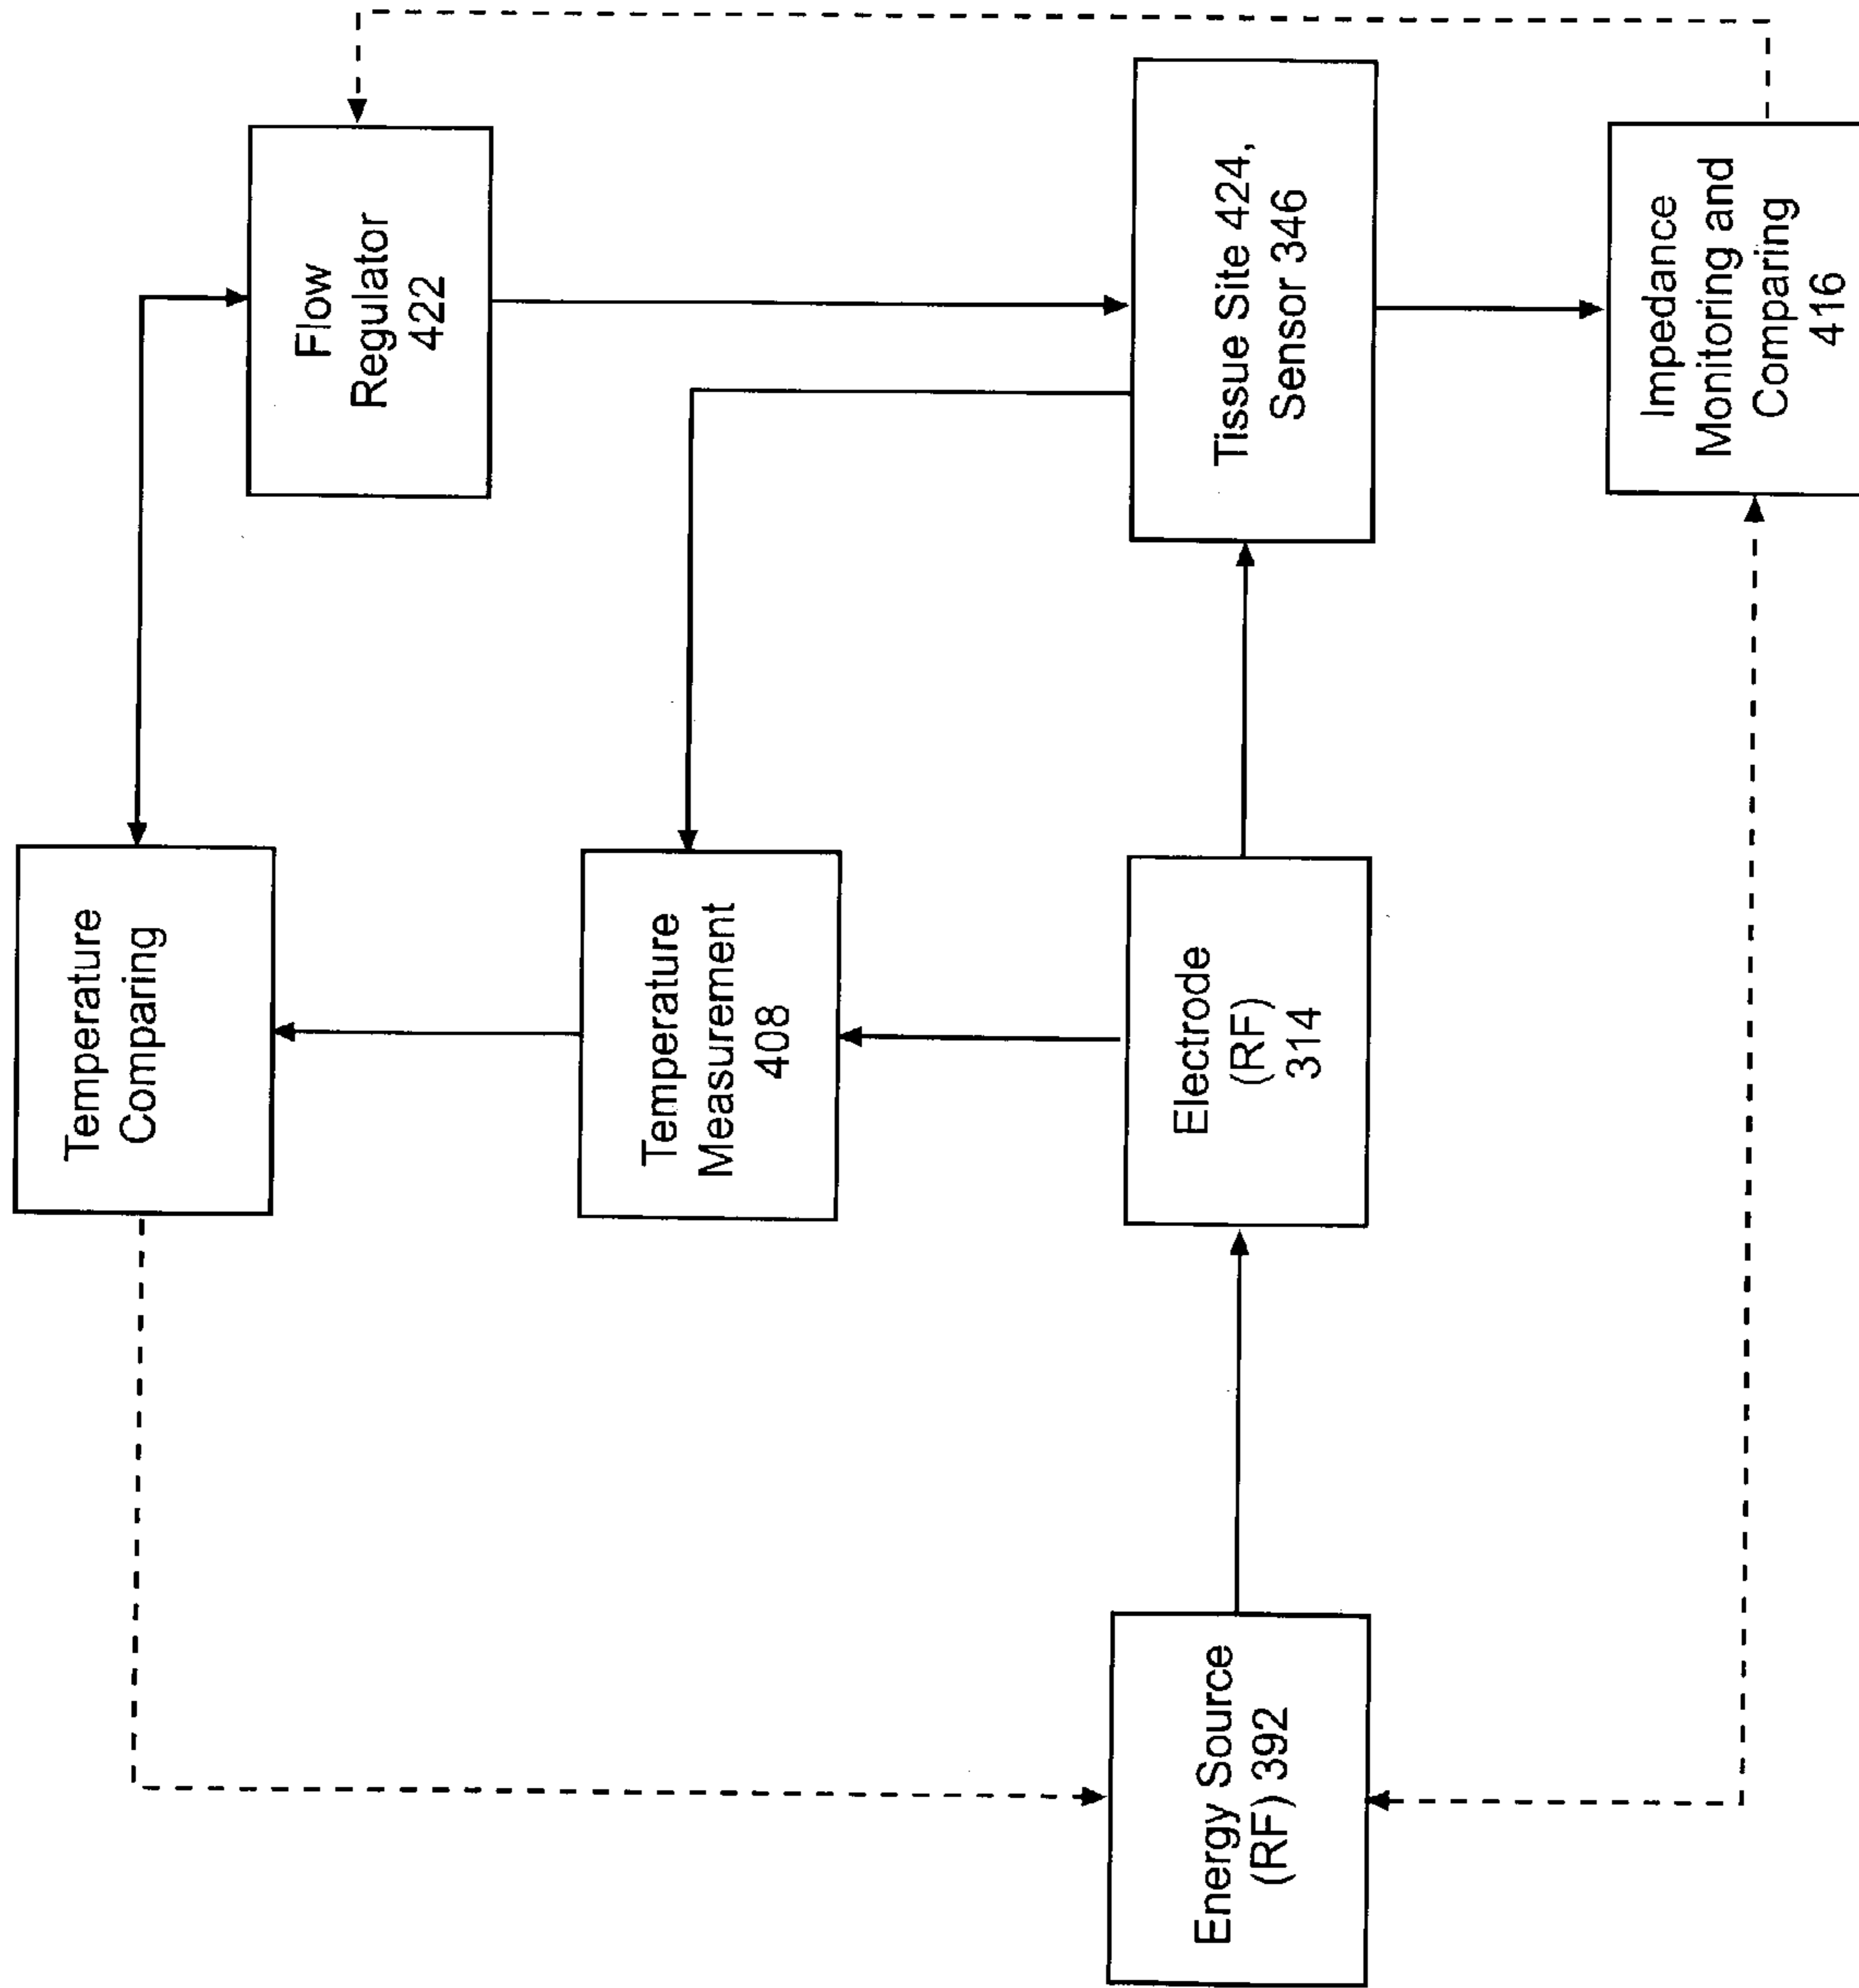 Temperature
Comparing
Flow
Regulator
422
Temperature
Measurement
408
Energy Source
(RF) 392
Electrode
(RF)
314
Tissue Site 424,
Sensor 346
Impedance
Monitoring and
Comparing
416